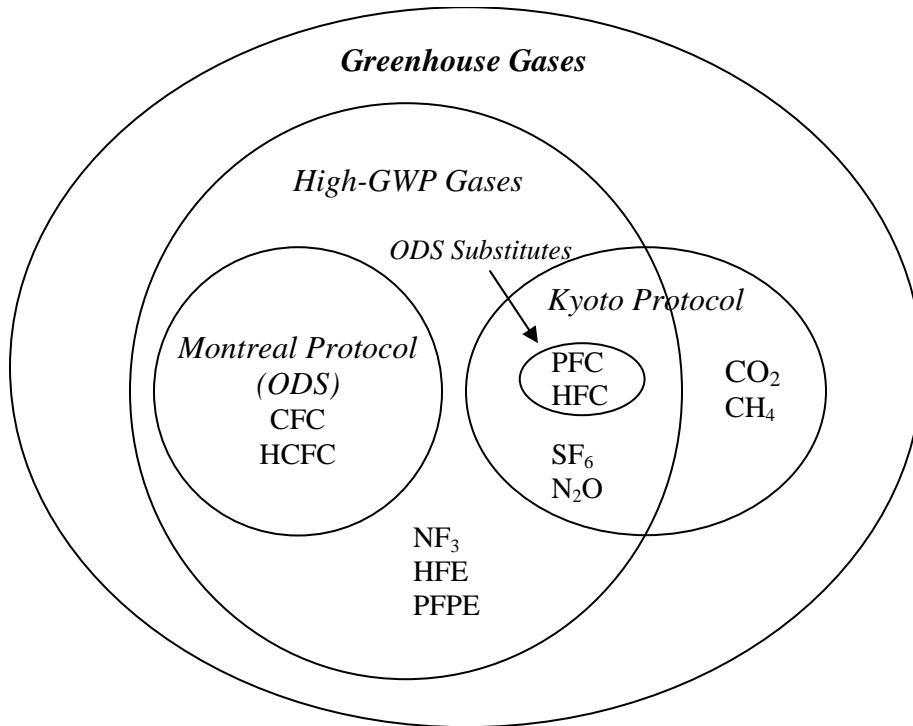 Greenhouse Gases
High-GWP Gases
ODS Substitutes
Kyoto Protocol
Montreal Protocol
(ODS)
CFC
HCFC
PFC
HFC
SF₆
N₂O
CO₂
CH₄
NF₃
HFE
PFPE